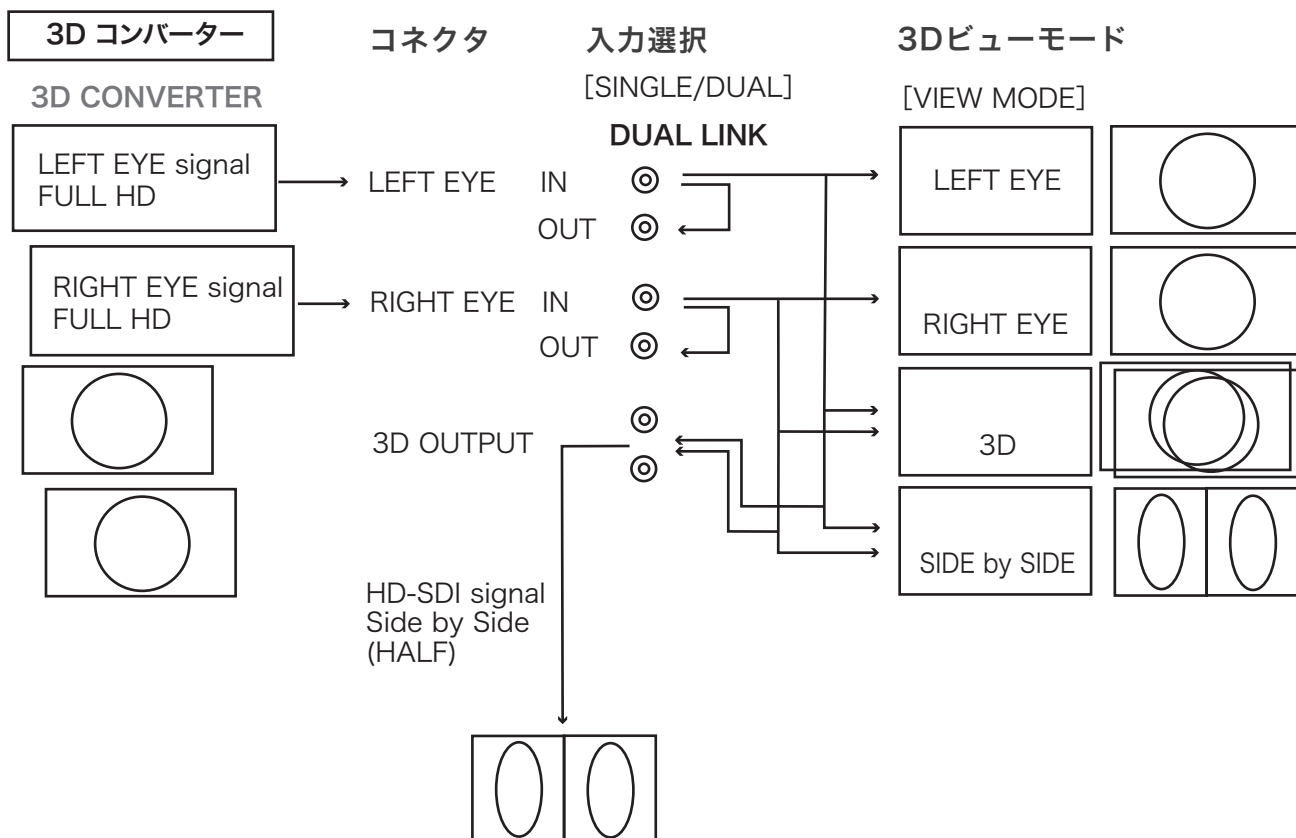 3D コンバーター
コネクタ
入力選択
3Dビューモード
3D CONVERTER
[SINGLE/DUAL]
[VIEW MODE]
DUAL LINK
LEFT EYE signal
FULL HD
LEFT EYE IN
OUT
LEFT EYE
RIGHT EYE signal
FULL HD
RIGHT EYE IN
OUT
RIGHT EYE
3D OUTPUT
3D
SIDE by SIDE
HD-SDI signal
Side by Side
(HALF)